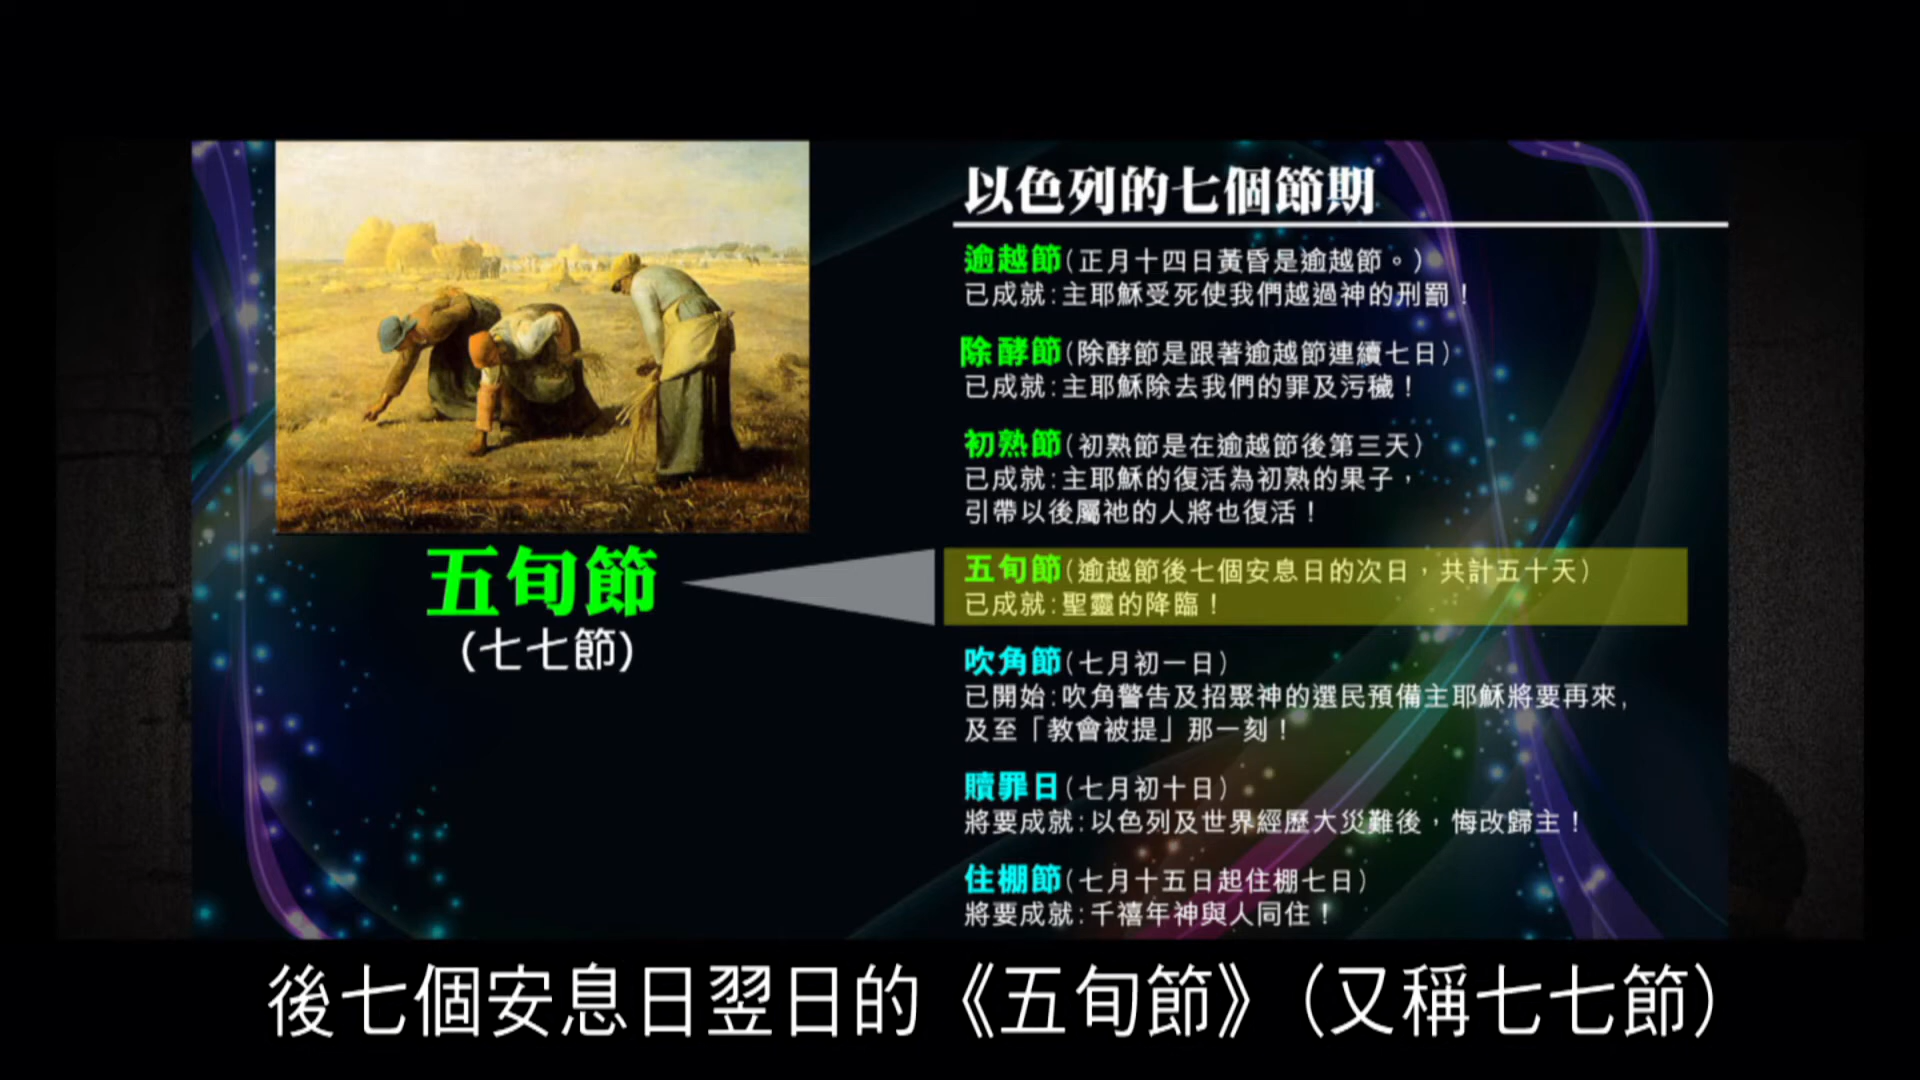 以色列的七個節期
逾越節(正月十四日黃昏是逾越節。)
已成就:主耶穌受死使我們越過神的刑罰!
除酵節(除酵節是跟著逾越節連續七日)
已成就:主耶穌除去我們的罪及污穢!
初熟節(初熟節是在逾越節後第三天)
已成就:主耶穌的復活為初熟的果子,
引帶以後屬祂的人將也復活!
五旬節
(七七節)
五旬節(逾越節後七個安息日的次日,共計五十天)
已成就:聖靈的降臨!
吹角節(七月初一日)
已開始:吹角警告及招聚神的選民預備主耶穌將要再來,
及至「教會被提」那一刻!
贖罪日(七月初十日)
將要成就:以色列及世界經歷大災難後,悔改歸主!
住棚節(七月十五日起住棚七日)
將要成就:千禧年神與人同住!
後七個安息日翌日的《五旬節》(又稱七七節)